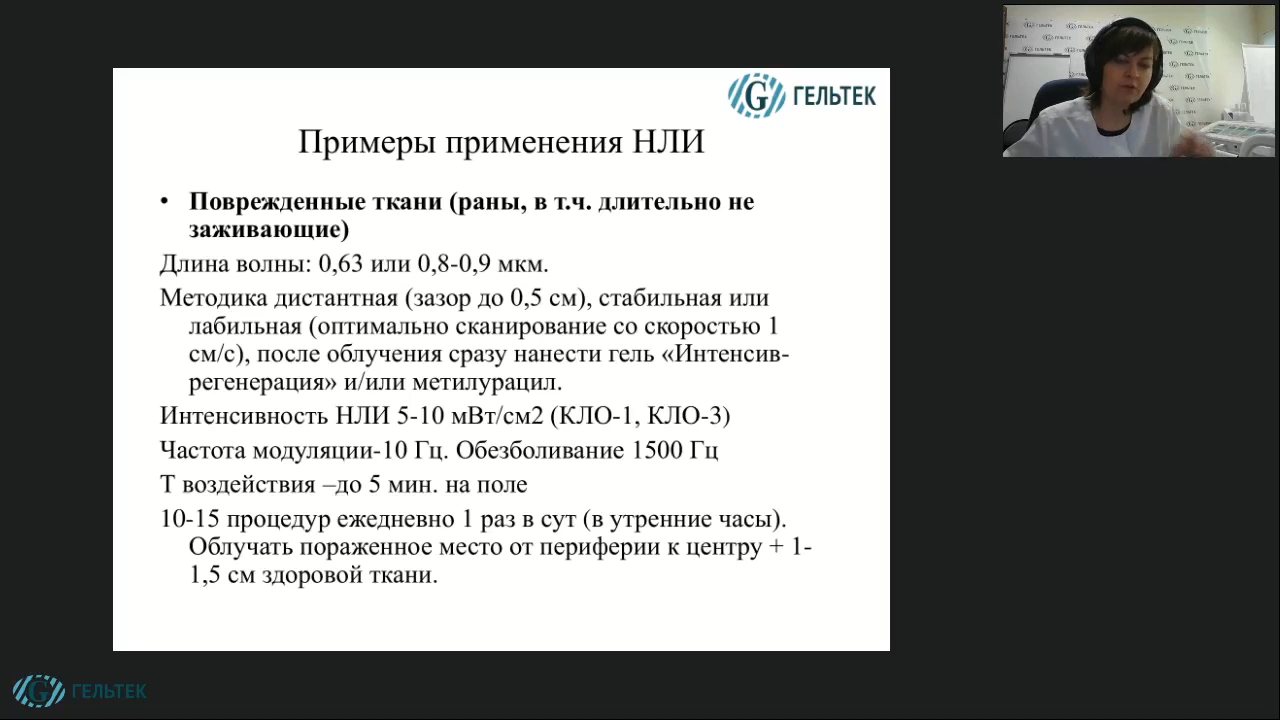 ГЕЛЬТЕК
Примеры применения НЛИ
• Поврежденные ткани (раны, в т.ч. длительно не
заживающие)
Длина волны: 0,63 или 0,8-0,9 мкм.
Методика дистантная (зазор до 0,5 см), стабильная или
лабильная (оптимально сканирование со скоростью 1
см/с), после облучения сразу нанести гель «Интенсив-
регенерация» и/или метилурацил.
Интенсивность НЛИ 5-10 мВт/см2 (КЛО-1, КЛО-3)
Частота модуляции-10 Гц. Обезболивание 1500 Гц
Т воздействия –до 5 мин. на поле
10-15 процедур ежедневно 1 раз в сут (в утренние часы).
Облучать пораженное место от периферии к центру + 1-
1,5 см здоровой ткани.
ГЕЛЬТЕК